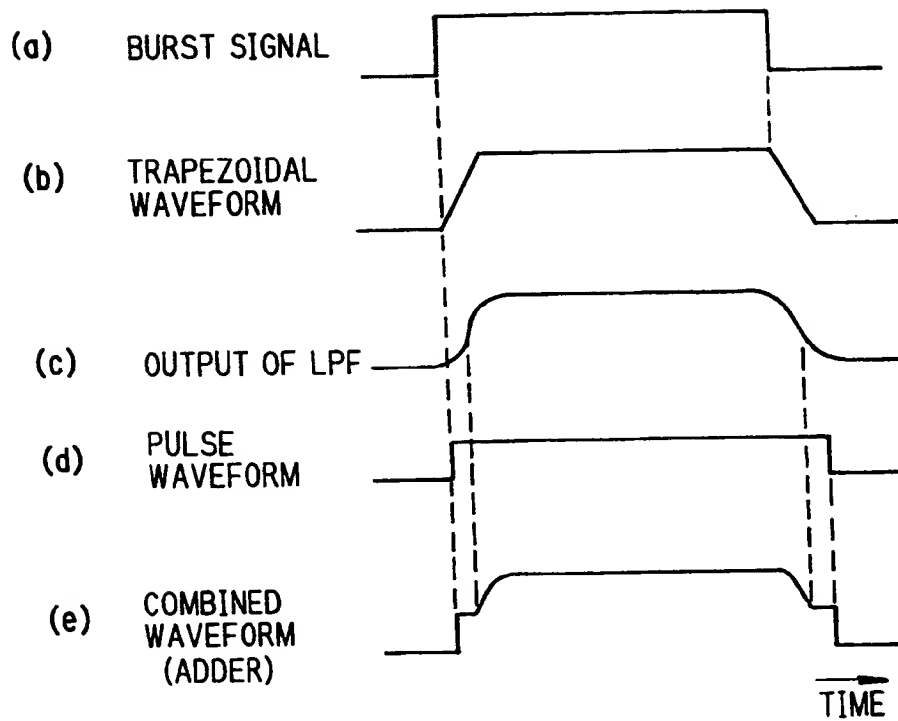 (a) BURST SIGNAL
(b) TRAPEZOIDAL
WAVEFORM
(c) OUTPUT OF LPF
(d) PULSE
WAVEFORM
(e) COMBINED
WAVEFORM
(ADDER)
TIME